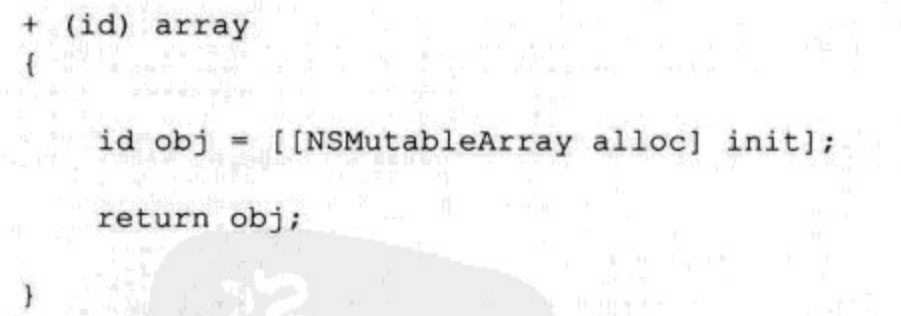 + (id) array
{
id obj = [[NSMutableArray alloc] init];
return obj;
}